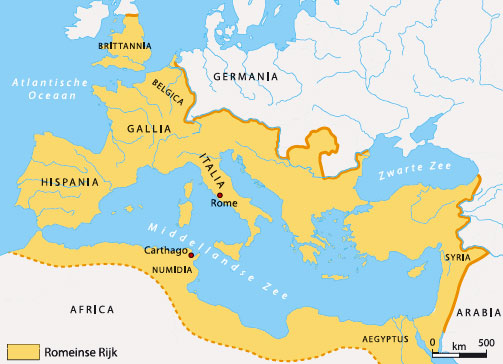 BRITTANNIA
GERMANIA
Atlantische
Oceaan
BELGICA
GALLIA
ITALIA
Zwarte Zee
HISPANIA
Rome
Middellandse Zee
Carthago
NUMIDIA
SYRIA
AFRICA
ARABIA
AEGYPTUS
0 km 500
Romeinse Rijk